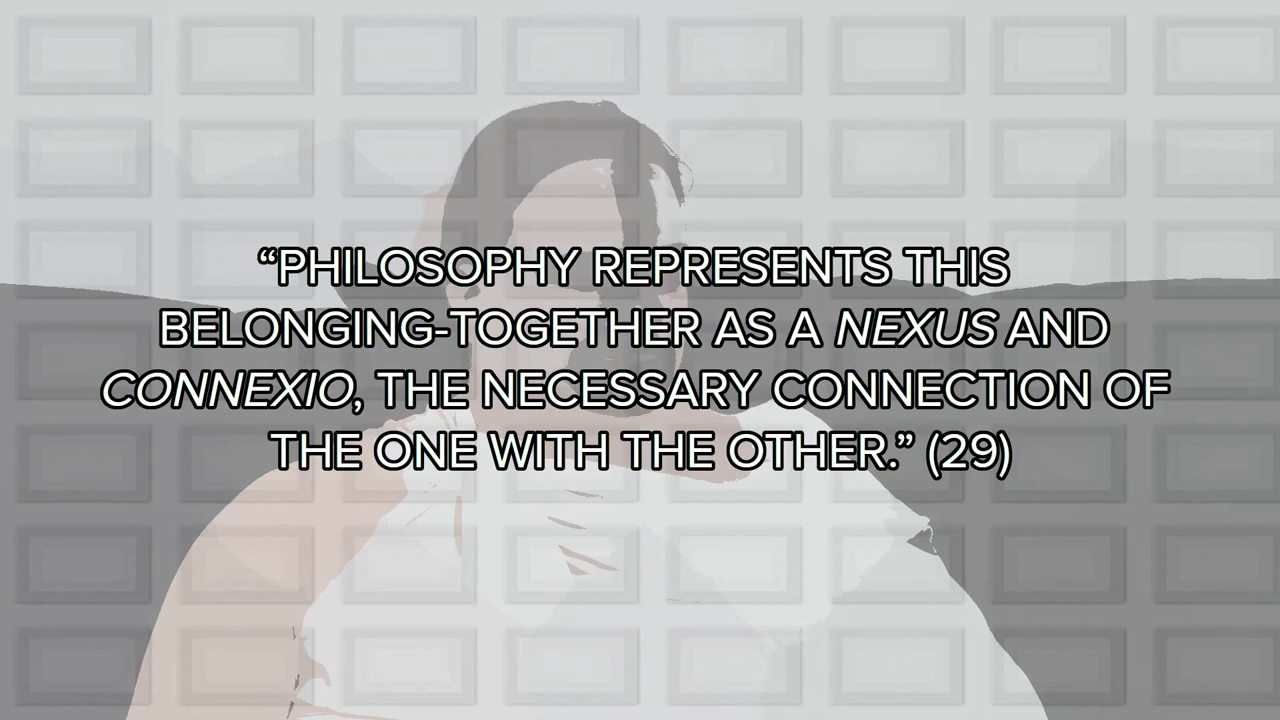 “PHILOSOPHY REPRESENTS THIS
BELONGING-TOGETHER AS A NEXUS AND
CONNEXIO, THE NECESSARY CONNECTION OF
THE ONE WITH THE OTHER.” (29)